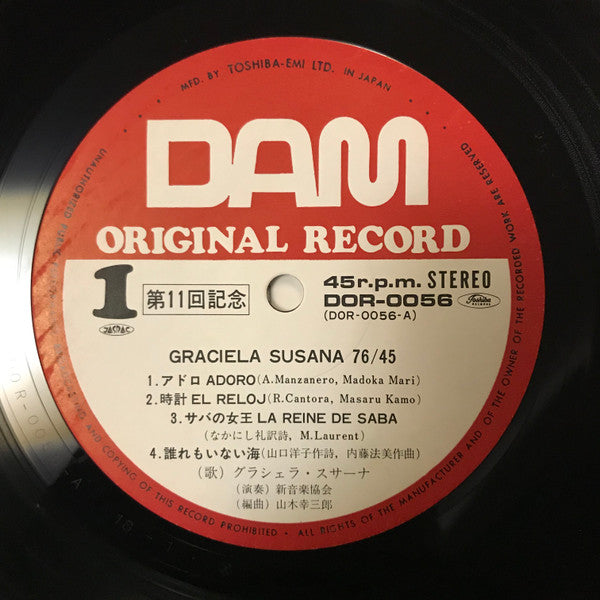 MFD. BY TOSHIBA-EMI LTD. IN JAPAN
DAM
ORIGINAL RECORD
1
JASRAC
第11回記念
45r.p.m. STEREO
DOR-0056
Toshiba
RECORDS
(DOR-0056-A)
GRACIELA SUSANA 76/45
1.アドロ ADORO(A.Manzanero, Madoka Mari)
2.時計 EL RELOJ(R.Cantora, Masaru Kamo)
3.サバの女王 LA REINE DE SABA
(なかにし礼訳詩, M.Laurent)
4.誰れもいない海(山口洋子作詩, 内藤法美作曲)
(歌)グラシェラ・スサーナ
(演奏)新音楽協会
(編曲)山木幸三郎
UNAUTHORIZED
AND COPYING OF THIS RECORD PROHIBITED • ALL RIGHTS OF THE MANUFACTURER AND OF THE OWNER OF THE RECORDED WORK ARE RESERVED